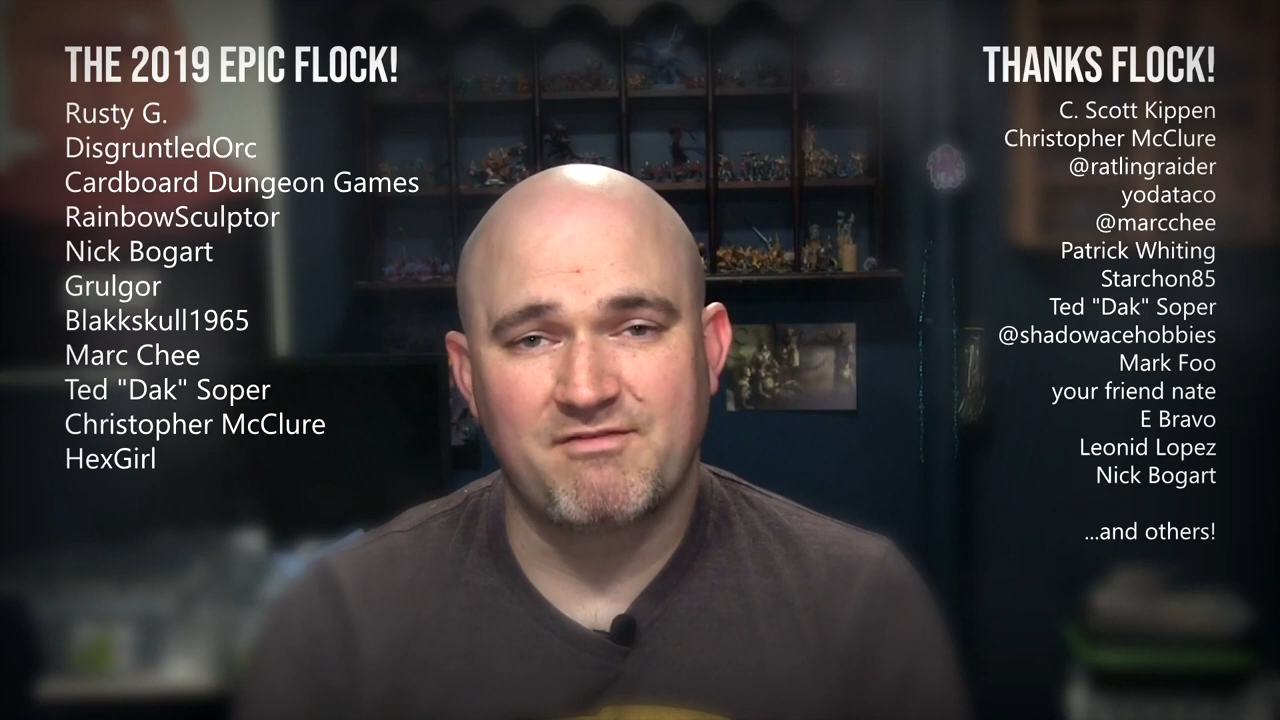 THE 2019 EPIC FLOCK!
Rusty G.
DisgruntledOrc
Cardboard Dungeon Games
RainbowSculptor
Nick Bogart
Grulgor
Blakkskull1965
Marc Chee
Ted "Dak" Soper
Christopher McClure
HexGirl
THANKS FLOCK!
C. Scott Kippen
Christopher McClure
@ratlingraider
yodataco
@marcchee
Patrick Whiting
Starchon85
Ted "Dak" Soper
@shadowacehobbies
Mark Foo
your friend nate
E Bravo
Leonid Lopez
Nick Bogart
...and others!